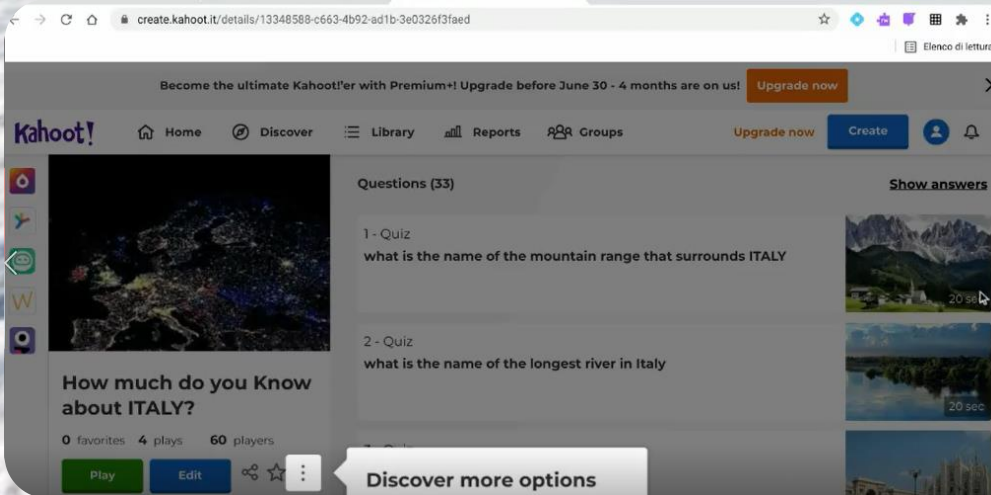 create.kahoot.it/details/13348588-c663-4b92-ad1b-3e0326f3faed
Elenco di lettura
Become the ultimate Kahoot!'er with Premium+! Upgrade before June 30 - 4 months are on us!
Upgrade now
Kahoot!
Home
Discover
Library
Reports
Groups
Upgrade now
Create
Questions (33)
Show answers
1 - Quiz
what is the name of the mountain range that surrounds ITALY
20 sec
2 - Quiz
what is the name of the longest river in Italy
20 sec
How much do you Know
about ITALY?
0 favorites 4 plays 60 players
Play
Edit
Discover more options